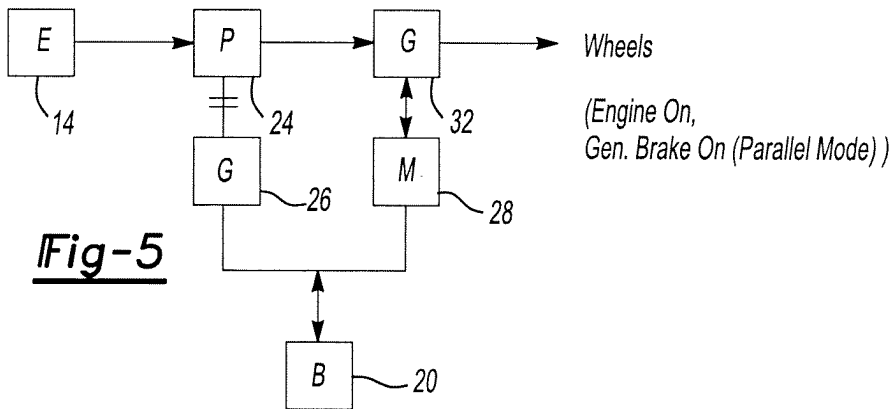 E
P
G
Wheels
14
24
32
(Engine On,
Gen. Brake On (Parallel Mode) )
G
M
26
28
Fig-5
B
20